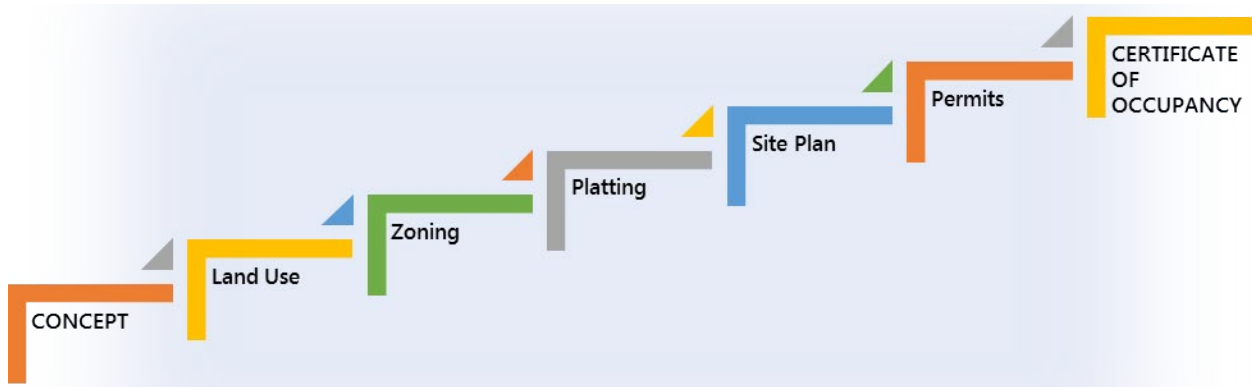 CONCEPT
Land Use
Zoning
Platting
Site Plan
Permits
CERTIFICATE
OF
OCCUPANCY